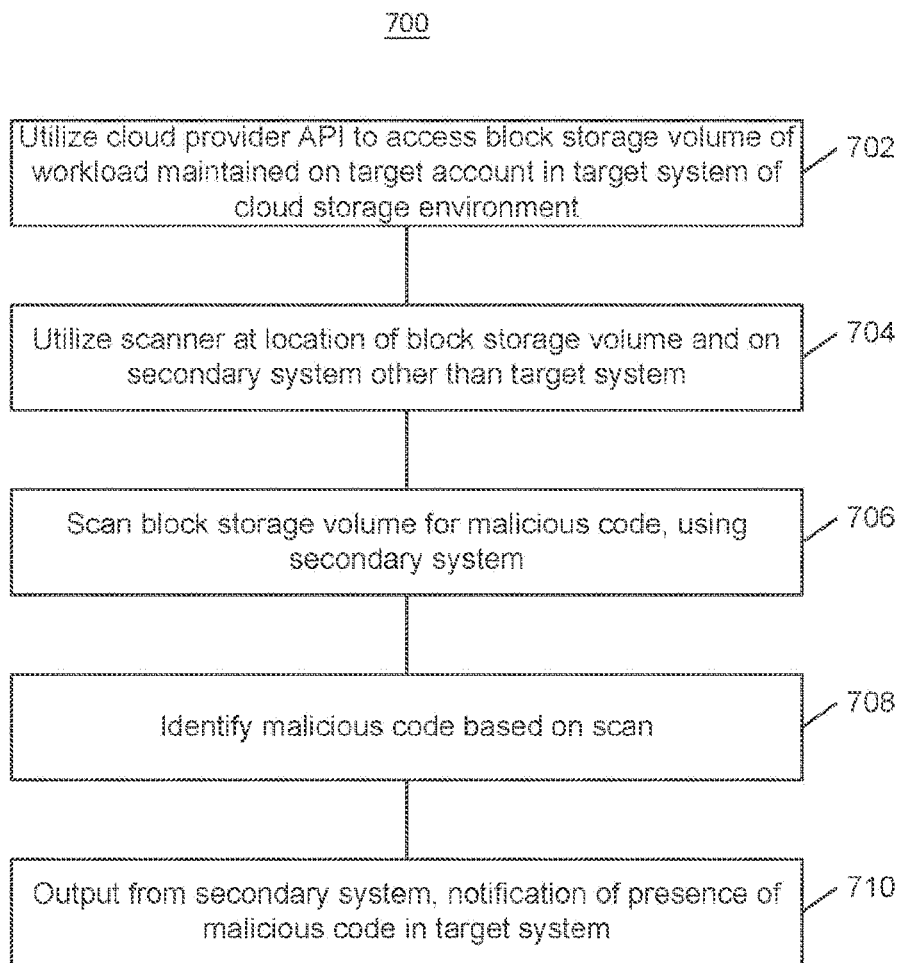 700
Utilize cloud provider API to access block storage volume of
workload maintained on target account in target system of
cloud storage environment
702
Utilize scanner at location of block storage volume and on
secondary system other than target system
704
Scan block storage volume for malicious code, using
secondary system
706
Identify malicious code based on scan
708
Output from secondary system, notification of presence of
malicious code in target system
710